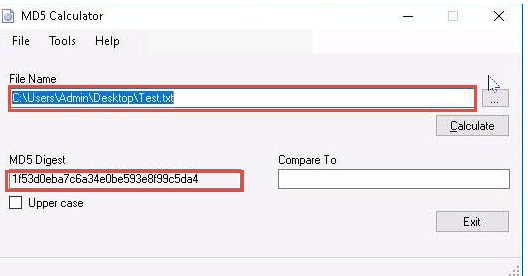 MD5 Calculator
File Tools Help
File Name
C:\Users\Admin\Desktop\Test.txt
...
Calculate
MD5 Digest
Compare To
1f53d0eba7c6a34e0be593e8f99c5da4
Upper case
Exit